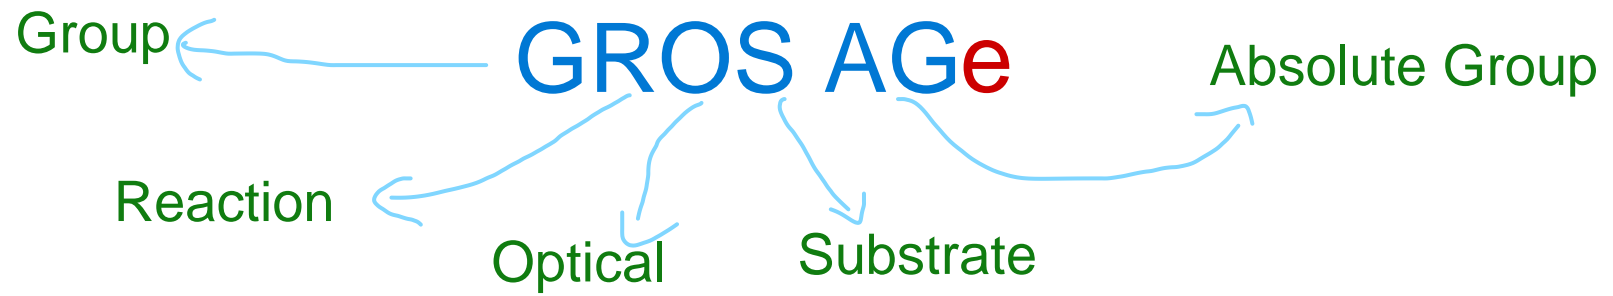 GROS AGe
Group
Absolute Group
Reaction
Optical
Substrate